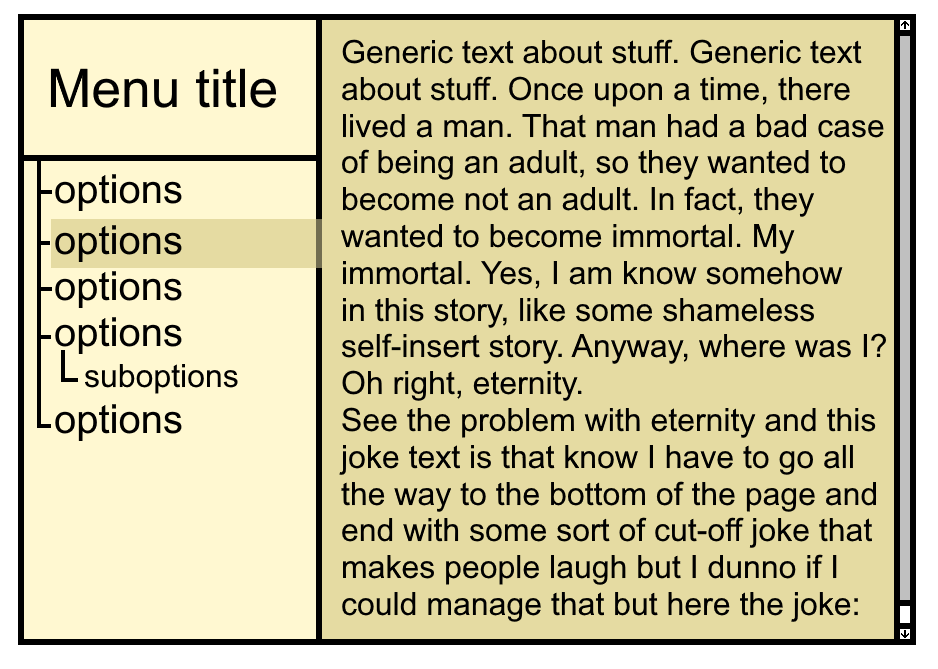 Menu title
options
options
options
options
suboptions
options
Generic text about stuff. Generic text
about stuff. Once upon a time, there
lived a man. That man had a bad case
of being an adult, so they wanted to
become not an adult. In fact, they
wanted to become immortal. My
immortal. Yes, I am know somehow
in this story, like some shameless
self-insert story. Anyway, where was I?
Oh right, eternity.
See the problem with eternity and this
joke text is that know I have to go all
the way to the bottom of the page and
end with some sort of cut-off joke that
makes people laugh but I dunno if I
could manage that but here the joke: